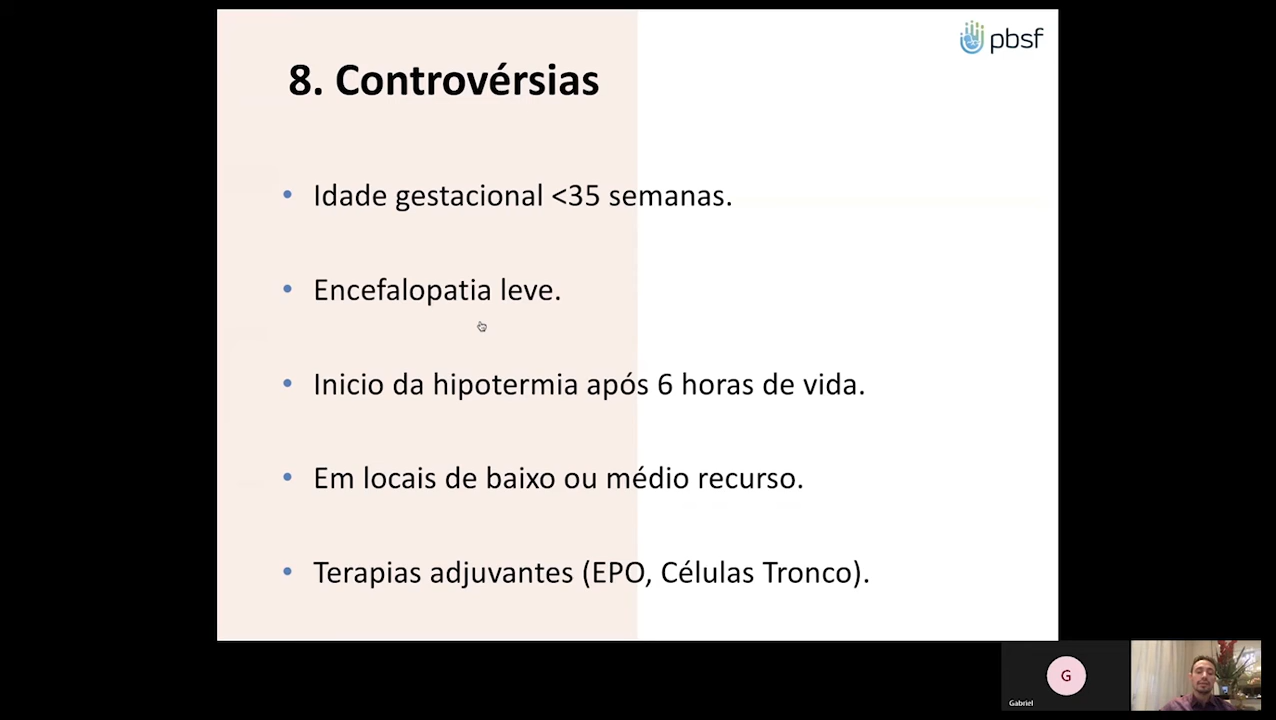 pbsf
8. Controvérsias
• Idade gestacional <35 semanas.
• Encefalopatia leve.
• Inicio da hipotermia após 6 horas de vida.
• Em locais de baixo ou médio recurso.
• Terapias adjuvantes (EPO, Células Tronco).
G
Gabriel